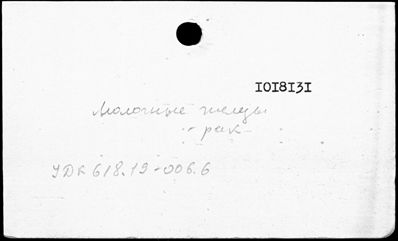 1018131
Молочные железы
- рак -
УДК 618.19-006.6